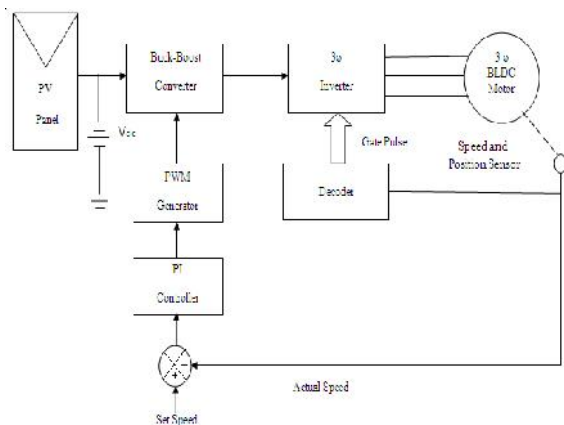 PV
Panel
Buck-Boost
Converter
3φ
Inverter
3 φ
BLDC
Motor
Vdc
Gate Pulse
Speed and
Position Sensor
PWM
Generator
Decoder
PI
Controller
-
+
Actual Speed
Set Speed